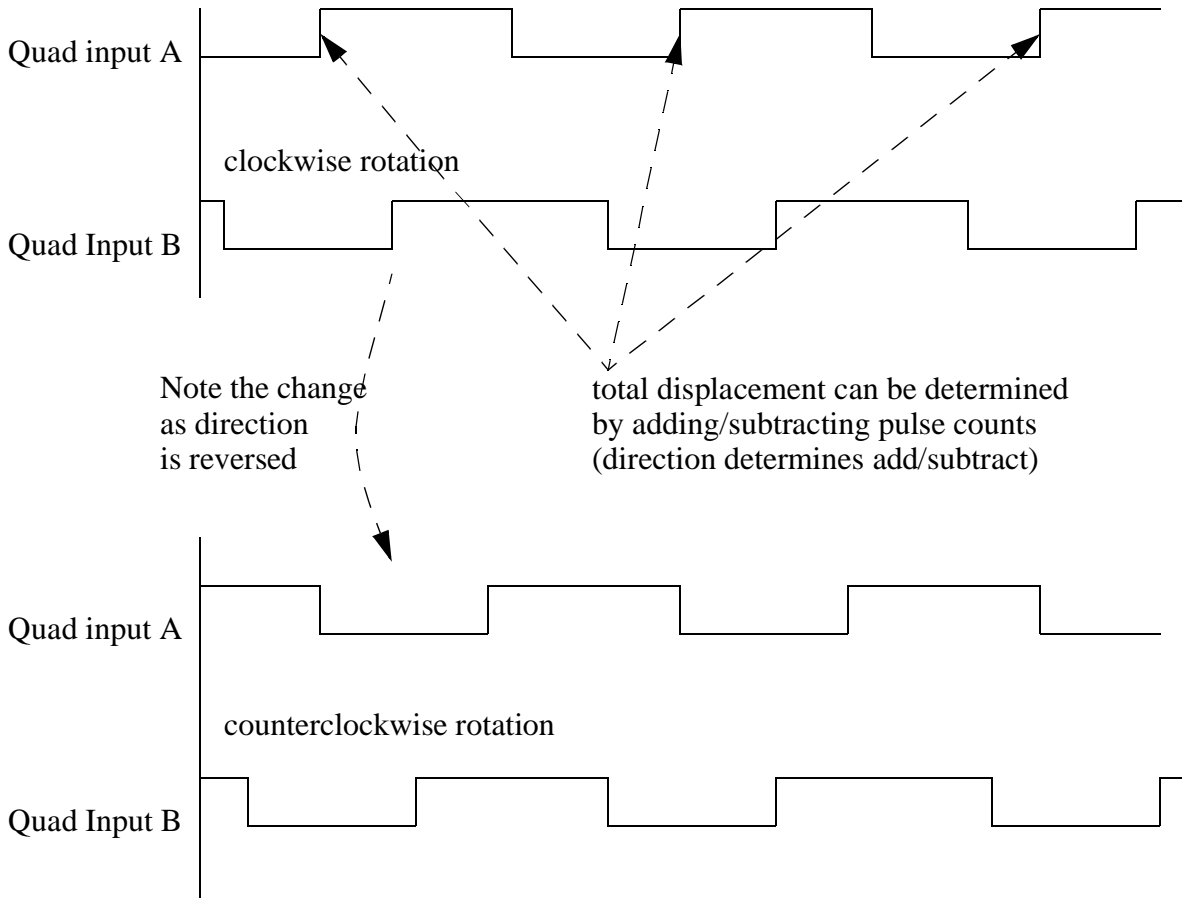 Quad input A
clockwise rotation
Quad Input B
Note the change
as direction
is reversed
total displacement can be determined
by adding/subtracting pulse counts
(direction determines add/subtract)
Quad input A
counterclockwise rotation
Quad Input B